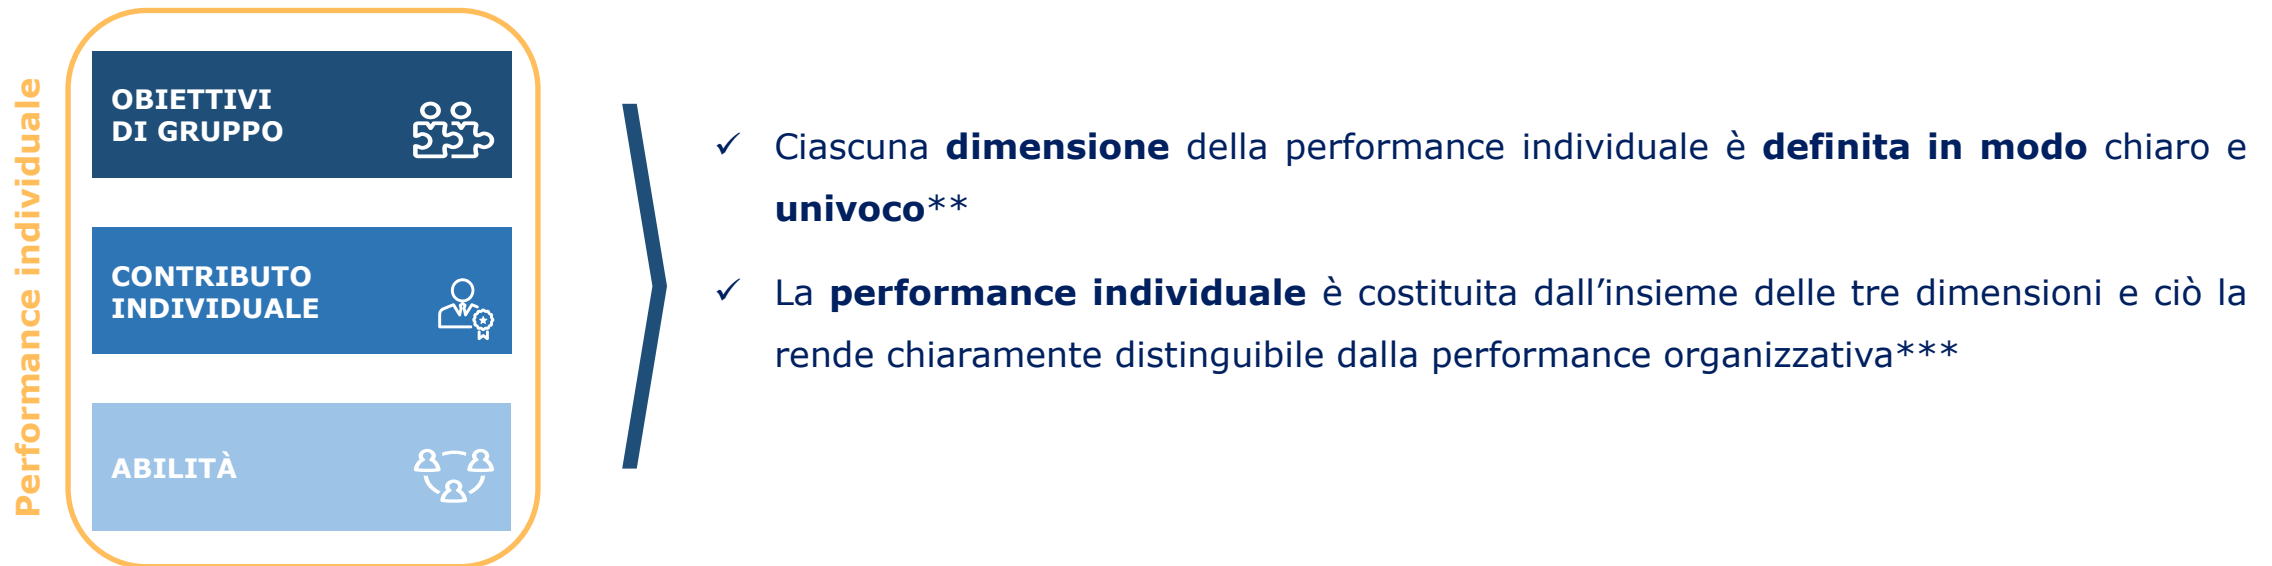 Performance individuale
OBIETTIVI
DI GRUPPO
CONTRIBUTO
INDIVIDUALE
ABILITÀ
✓ Ciascuna dimensione della performance individuale è definita in modo chiaro e
univoco**
✓ La performance individuale è costituita dall’insieme delle tre dimensioni e ciò la
rende chiaramente distinguibile dalla performance organizzativa***